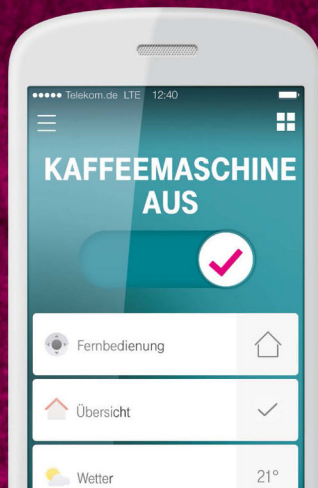 Telekom.de LTE 12:40
KAFFEEMASCHINE
AUS
Fernbedienung
Übersicht
Wetter 21°